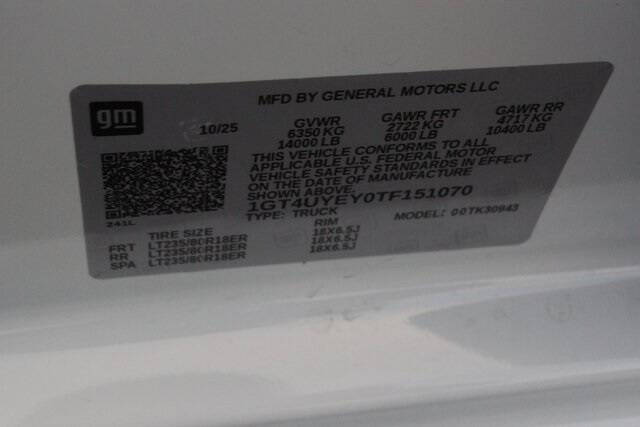 MFD BY GENERAL MOTORS LLC
gm
10/25
GVWR GAWR FRT GAWR RR
6350 KG 2722 KG 4717 KG
14000 LB 6000 LB 10400 LB
THIS VEHICLE CONFORMS TO ALL
APPLICABLE U.S. FEDERAL MOTOR
VEHICLE SAFETY STANDARDS IN EFFECT
ON THE DATE OF MANUFACTURE
SHOWN ABOVE.
1GT4UYEY0TF151070
241L
TYPE: TRUCK MODEL: 00TK30943
TIRE SIZE RIM
FRT LT235/80R18ER 18X6.5J
RR LT235/80R18ER 18X6.5J
SPA LT235/80R18ER 18X6.5J